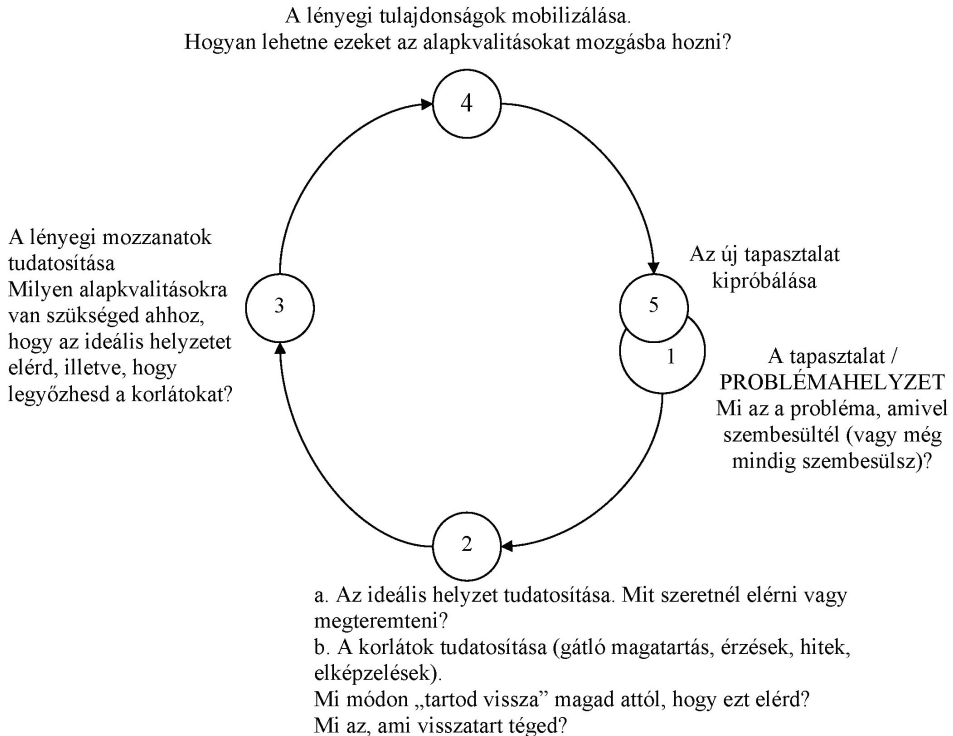 A lényegi tulajdonságok mobilizálása.
Hogyan lehetne ezeket az alapkvalitásokat mozgásba hozni?
4
A lényegi mozzanatok
tudatosítása
Milyen alapkvalitásokra
van szükséged ahhoz,
hogy az ideális helyzetet
elérd, illetve, hogy
legyőzhesd a korlátokat?
3
Az új tapasztalat
kipróbálása
5
1
A tapasztalat /
PROBLÉMAHELYZET
Mi az a probléma, amivel
szembesültél (vagy még
mindig szembesülsz)?
2
a. Az ideális helyzet tudatosítása. Mit szeretnél elérni vagy
megteremteni?
b. A korlátok tudatosítása (gátló magatartás, érzések, hitek,
elképzelések).
Mi módon „tartod vissza” magad attól, hogy ezt elérd?
Mi az, ami visszatart téged?